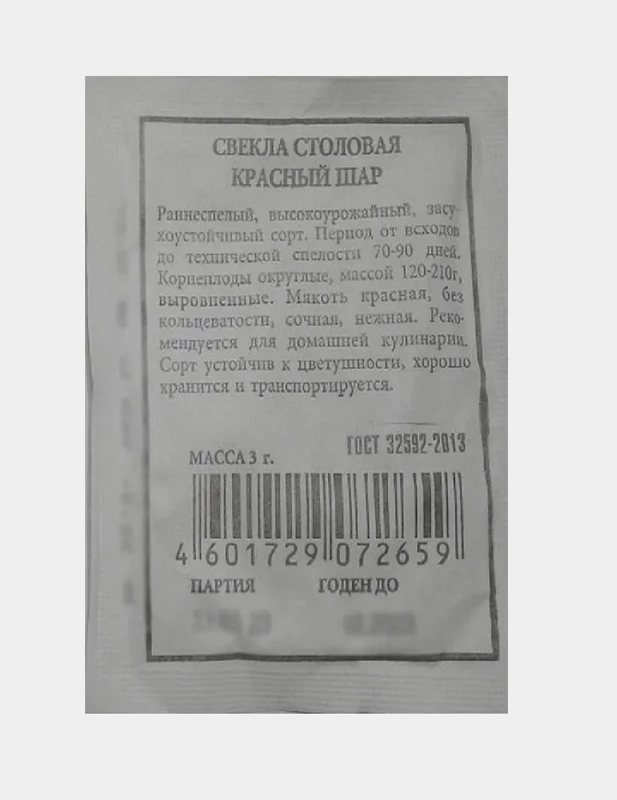 СВЕКЛА СТОЛОВАЯ
КРАСНЫЙ ШАР
Раннеспелый, высокоурожайный, засу-
хоустойчивый сорт. Период от всходов
до технической спелости 70-90 дней.
Корнеплоды округлые, массой 120-210г,
выровненные. Мякоть красная, без
кольцеватости, сочная, нежная. Реко-
мендуется для домашней кулинарии.
Сорт устойчив к цветушности, хорошо
хранится и транспортируется.
ГОСТ 32592-2013
МАССА 3 г.
4 601729 072659
ПАРТИЯ ГОДЕН ДО